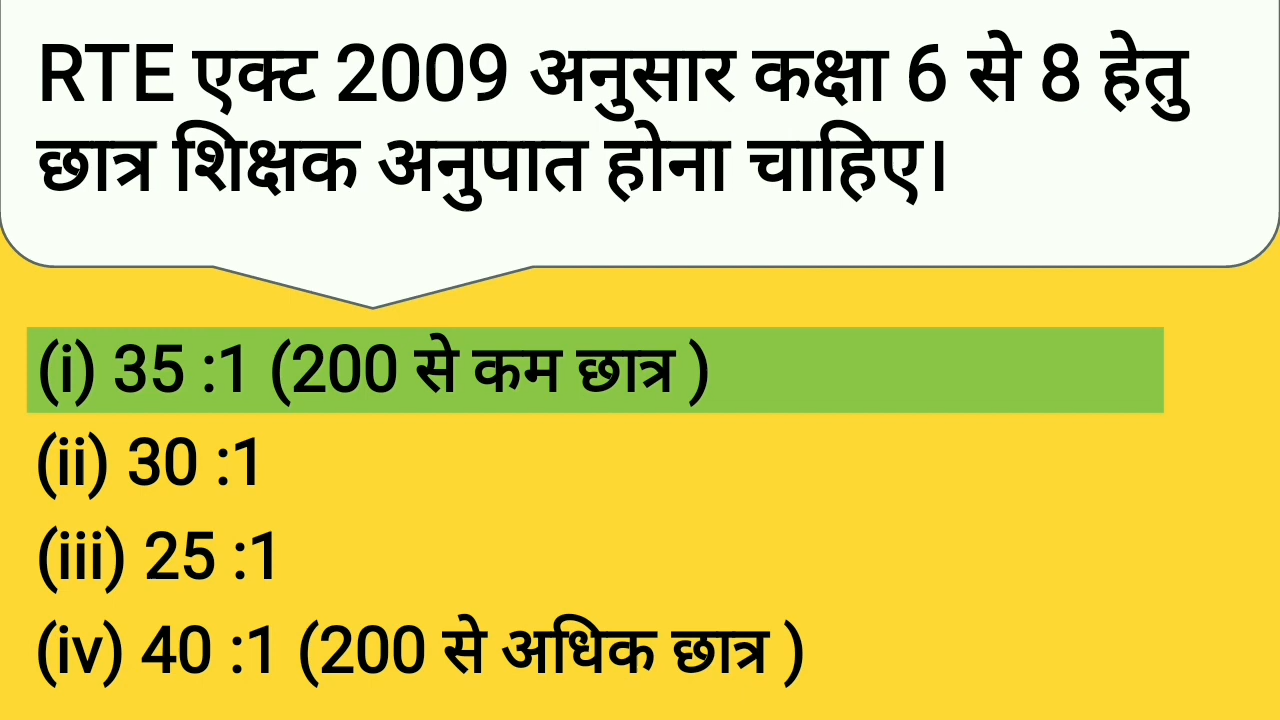 RTE एक्ट 2009 अनुसार कक्षा 6 से 8 हेतु
छात्र शिक्षक अनुपात होना चाहिए।
(i) 35 :1 (200 से कम छात्र )
(ii) 30 :1
(iii) 25 :1
(iv) 40 :1 (200 से अधिक छात्र )